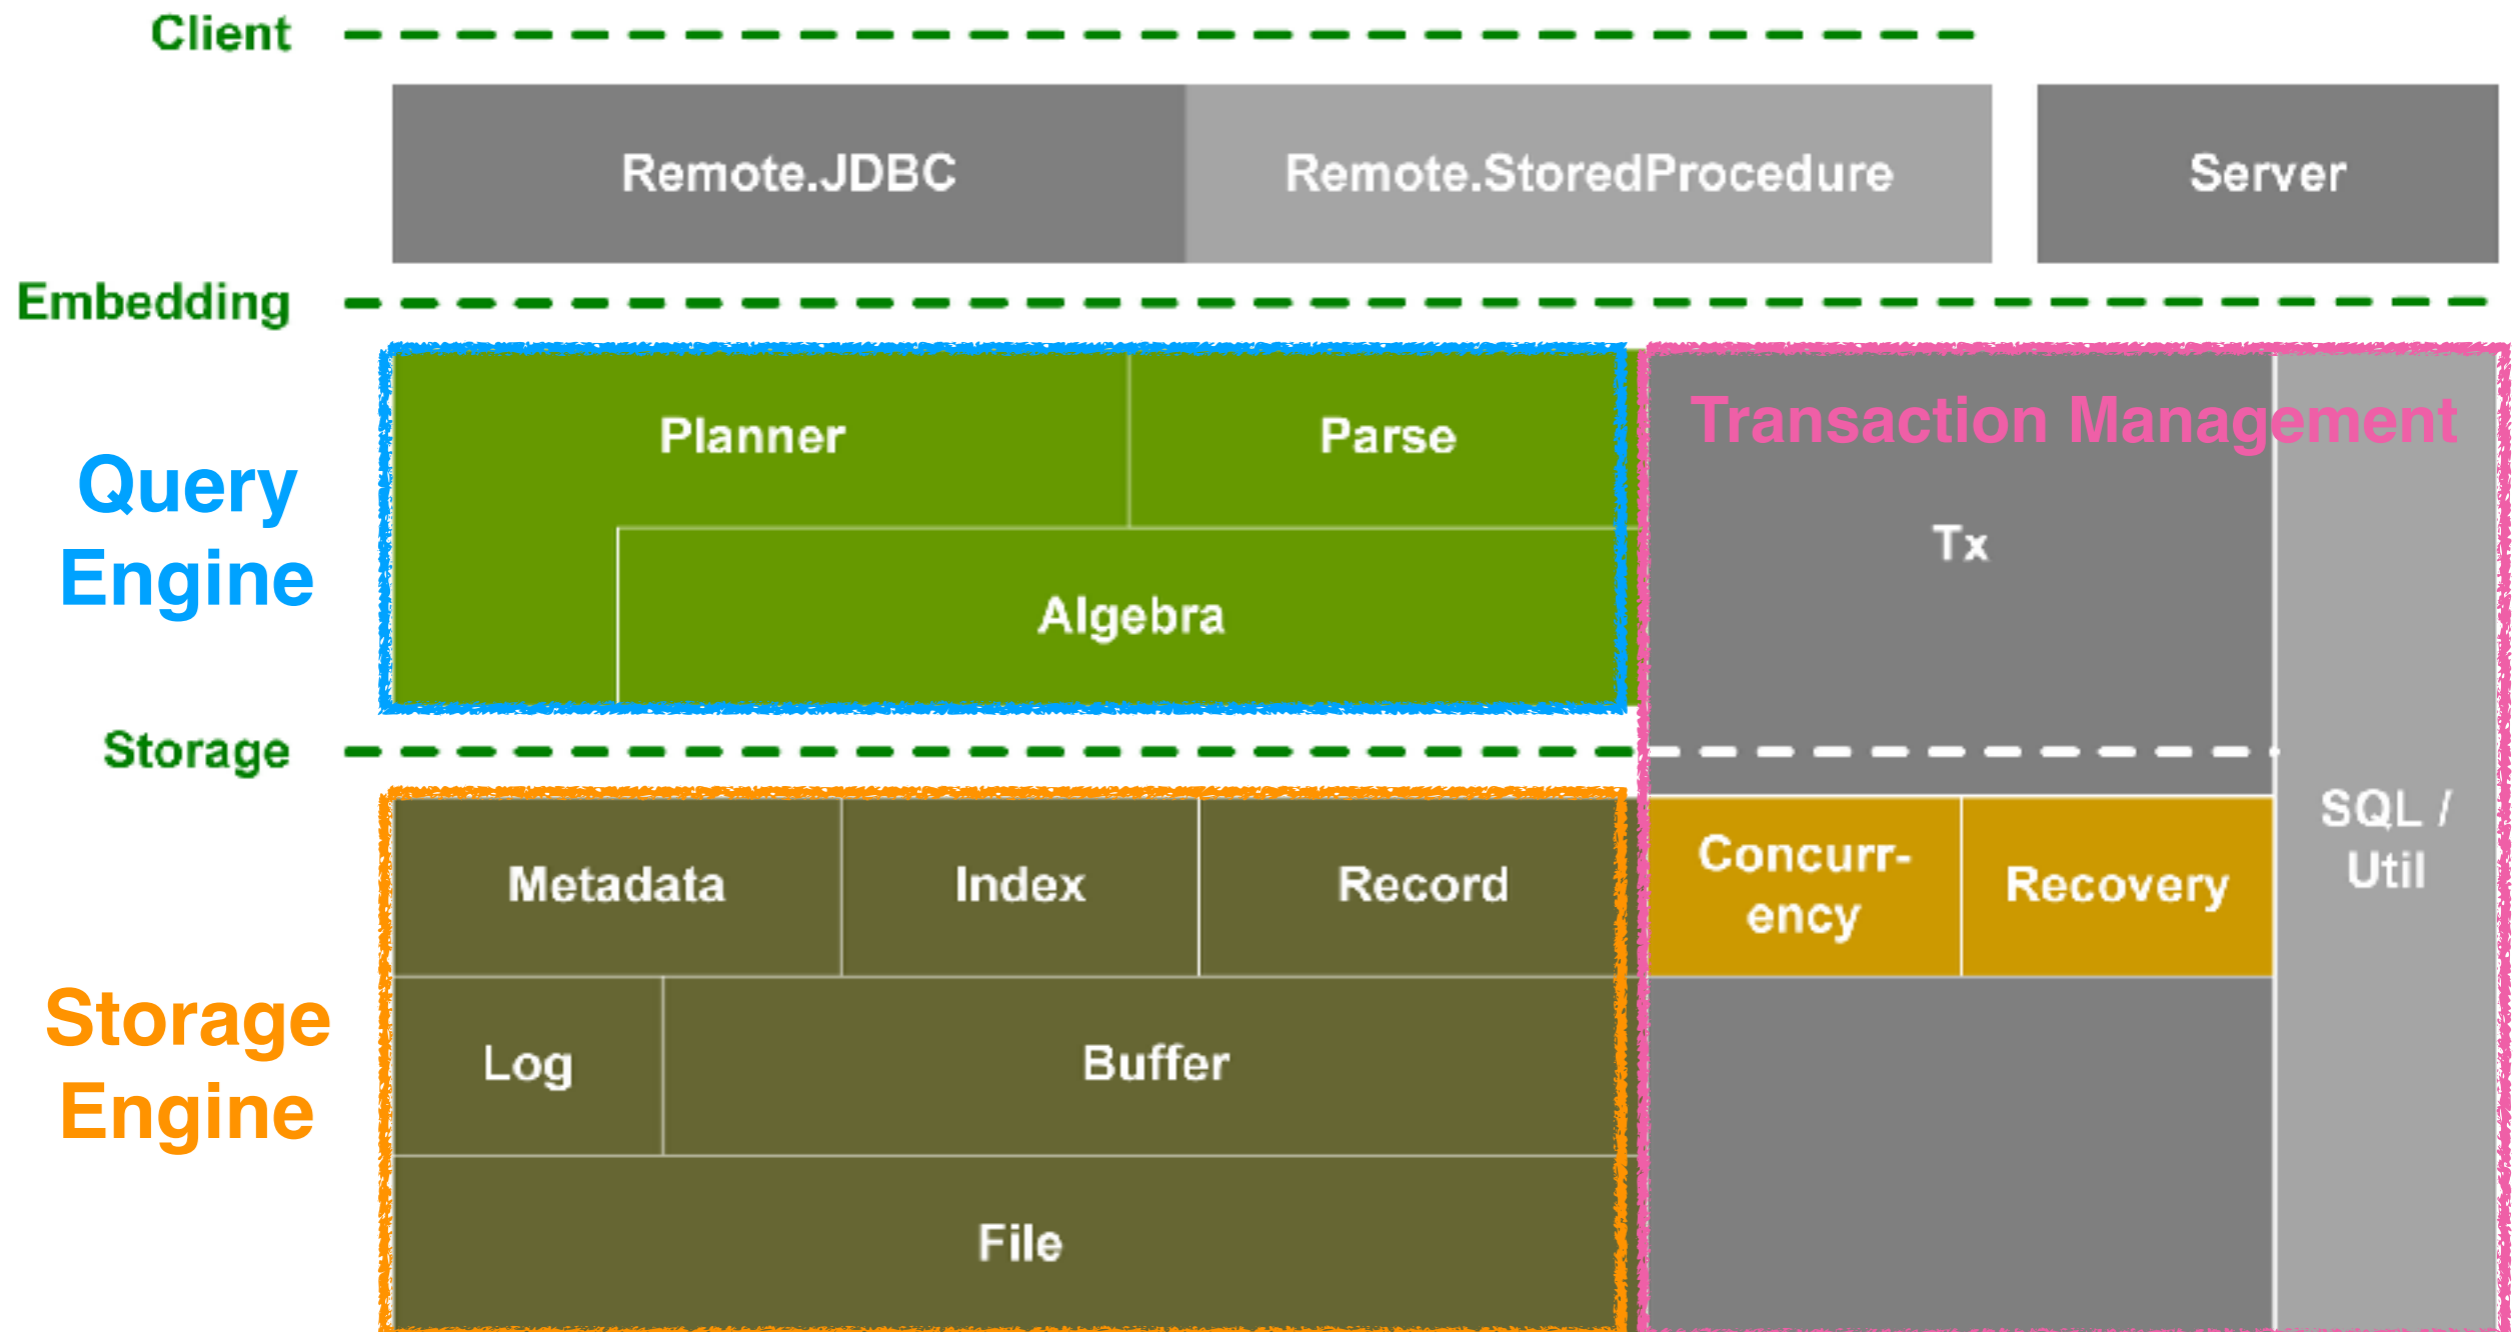 Client
Remote.JDBC
Remote.StoredProcedure
Server
Embedding
Planner
Parse
Transaction Management
Query
Engine
Tx
Algebra
Storage
SQL /
Util
Metadata
Index
Record
Concurr-
ency
Recovery
Storage
Engine
Log
Buffer
File